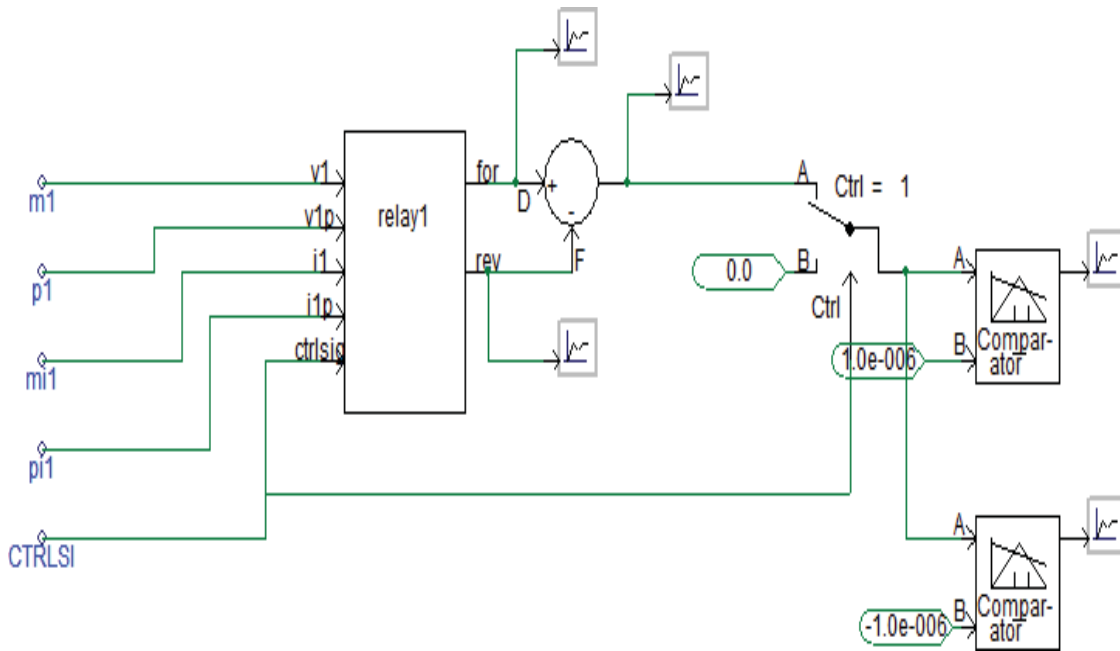 m1
p1
mi1
pi1
CTRLSI
v1
v1p
i1
i1p
ctrlsig
relay1
for
rev
D
+
-
F
A
Ctrl = 1
B
0.0
Ctrl
A
Compar-
ator
B
1.0e-006
A
Compar-
ator
B
-1.0e-006